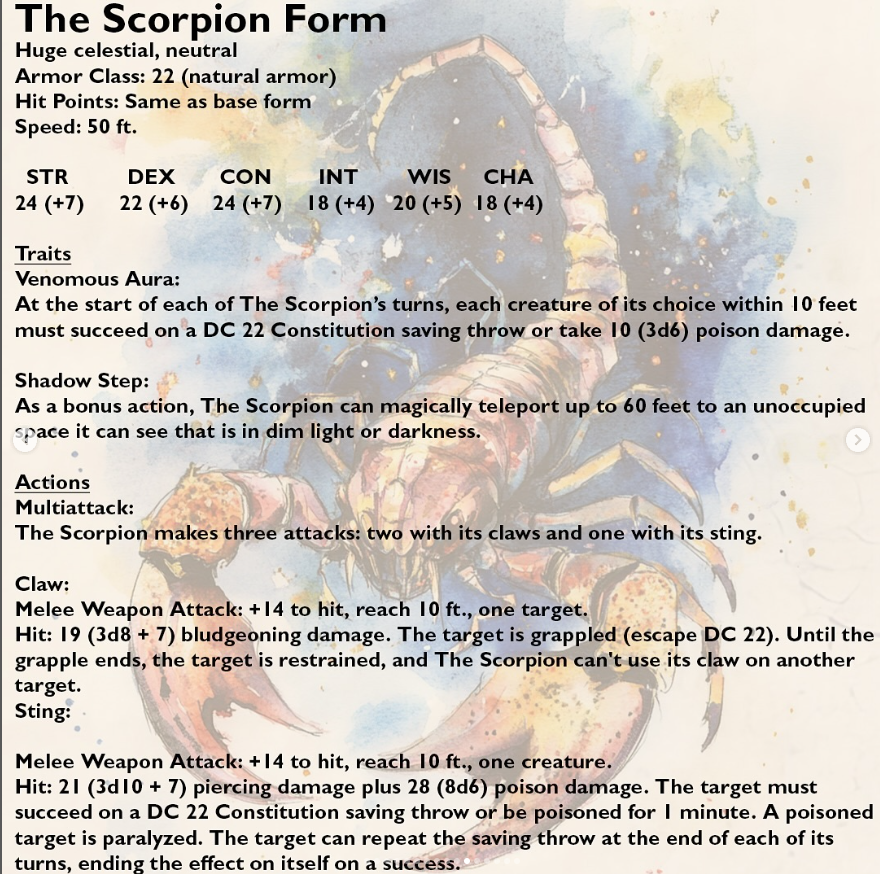 The Scorpion Form
Huge celestial, neutral
Armor Class: 22 (natural armor)
Hit Points: Same as base form
Speed: 50 ft.
STR DEX CON INT WIS CHA
24 (+7) 22 (+6) 24 (+7) 18 (+4) 20 (+5) 18 (+4)
Traits
Venomous Aura:
At the start of each of The Scorpion’s turns, each creature of its choice within 10 feet
must succeed on a DC 22 Constitution saving throw or take 10 (3d6) poison damage.
Shadow Step:
As a bonus action, The Scorpion can magically teleport up to 60 feet to an unoccupied
space it can see that is in dim light or darkness.
Actions
Multiattack:
The Scorpion makes three attacks: two with its claws and one with its sting.
Claw:
Melee Weapon Attack: +14 to hit, reach 10 ft., one target.
Hit: 19 (3d8 + 7) bludgeoning damage. The target is grappled (escape DC 22). Until the
grapple ends, the target is restrained, and The Scorpion can't use its claw on another
target.
Sting:
Melee Weapon Attack: +14 to hit, reach 10 ft., one creature.
Hit: 21 (3d10 + 7) piercing damage plus 28 (8d6) poison damage. The target must
succeed on a DC 22 Constitution saving throw or be poisoned for 1 minute. A poisoned
target is paralyzed. The target can repeat the saving throw at the end of each of its
turns, ending the effect on itself on a success.